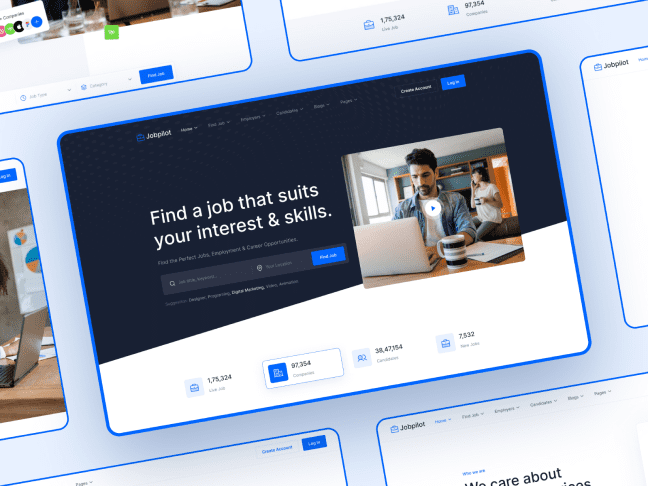 Companies
Job Type
Category
Find Job
1,75,324
Live Job
97,354
Companies
Jobpilot
Log in
Jobpilot
Home
Find Job
Employers
Candidates
Blogs
Pages
Create Account
Log in
Find a job that suits
your interest & skills.
Find the Perfect Jobs, Employment & Career Opportunities.
Job title, Keyword...
Your Location
Find Job
Suggestion: Designer, Programing, Digital Marketing, Video, Animation.
1,75,324
Live Job
97,354
Companies
38,47,154
Candidates
7,532
New Jobs
Pages
Create Account
Log in
Jobpilot
Home
Find Job
Employers
Candidates
Blogs
Pages
Who we are
We care about